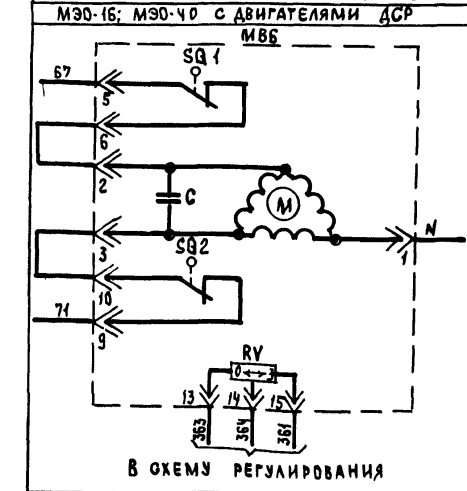 МЭО-16; МЭО-40 С ДВИГАТЕЛЯМИ ДСР
МВ6
SQ1
67
5
6
2
C
М
N
3
SQ2
1
10
71
9
RV
0
13 14 15
363 364 361
В СХЕМУ РЕГУЛИРОВАНИЯ